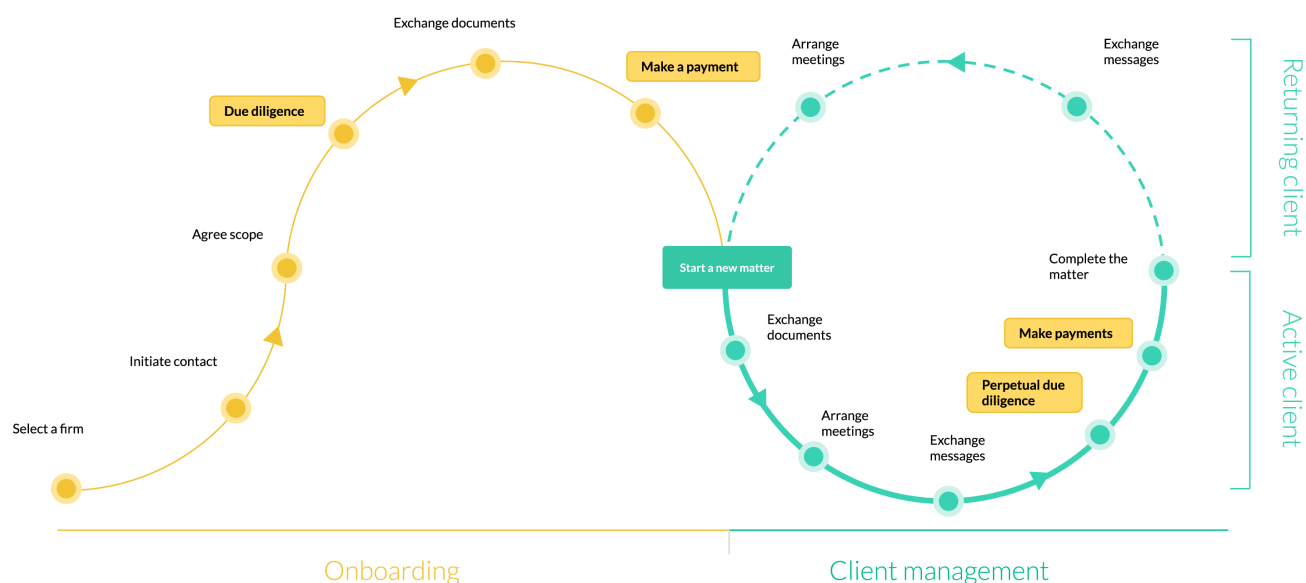 Exchange documents
Make a payment
Due diligence
Agree scope
Initiate contact
Select a firm
Start a new matter
Arrange
meetings
Exchange
messages
Exchange
documents
Arrange
meetings
Exchange
messages
Perpetual due
diligence
Make payments
Complete the
matter
Returning client
Active client
Onboarding
Client management